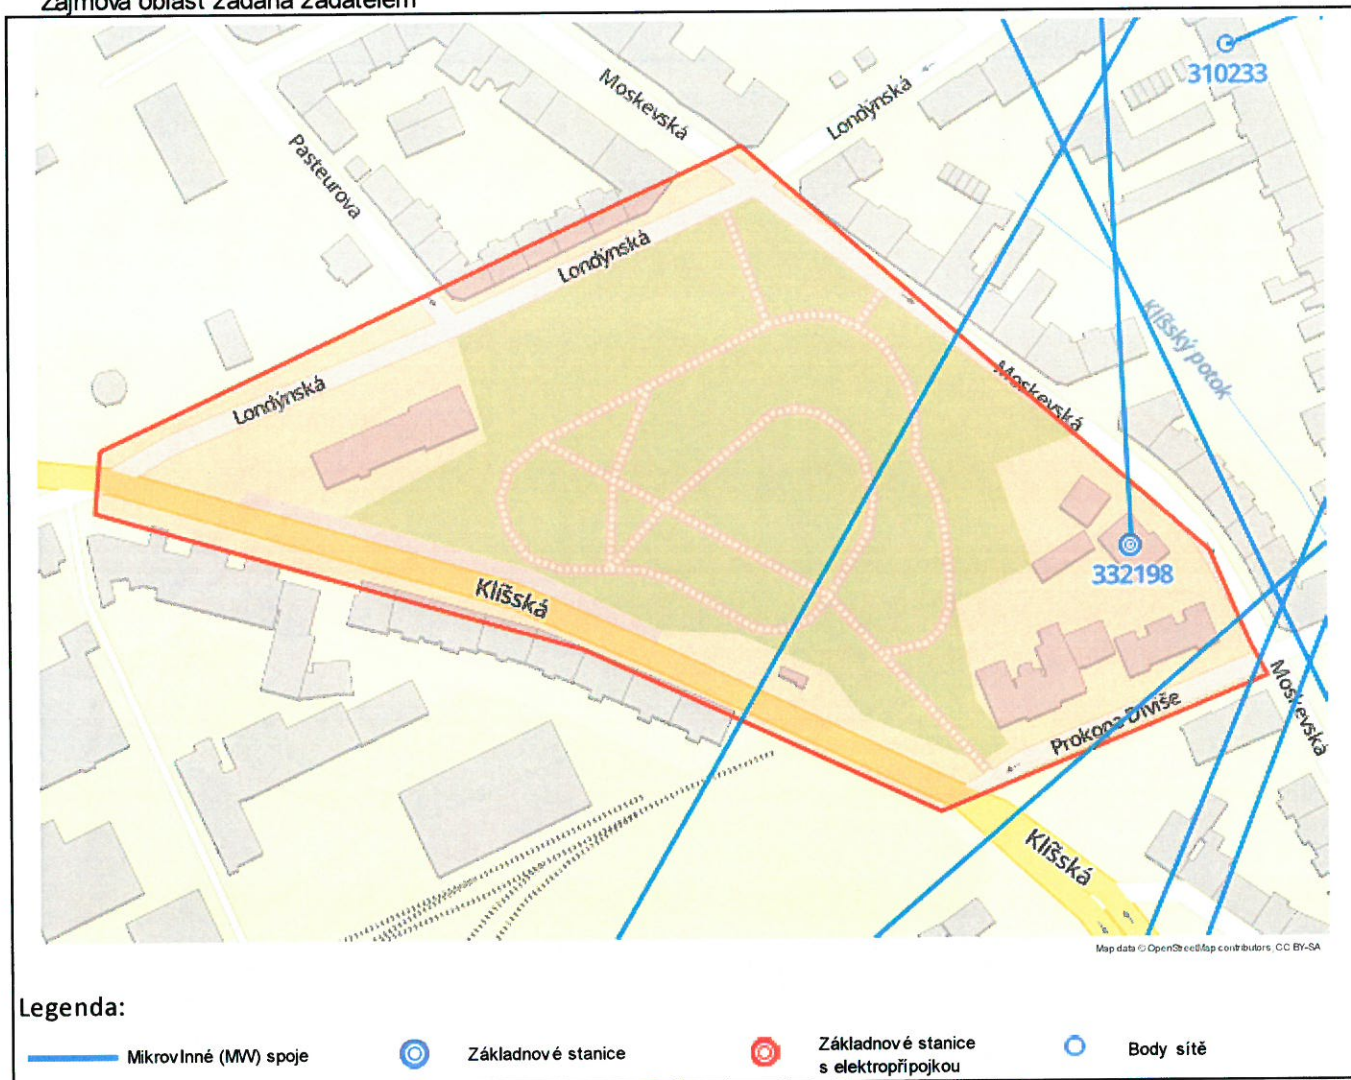 Zájmová oblast zadaná žadatelem
310233
Moskevská
Londýnská
Pasteurova
Londýnská
Klíšský potok
Londýnská
Moskevská
332198
Klíšská
Moskevská
Prokopa Diviše
Klíšská
Map data © OpenStreetMap contributors, CC BY-SA
Legenda:
Mikrovlnné (MW) spoje
Základnové stanice
Základnové stanice
s elektropřípojkou
Body sítě